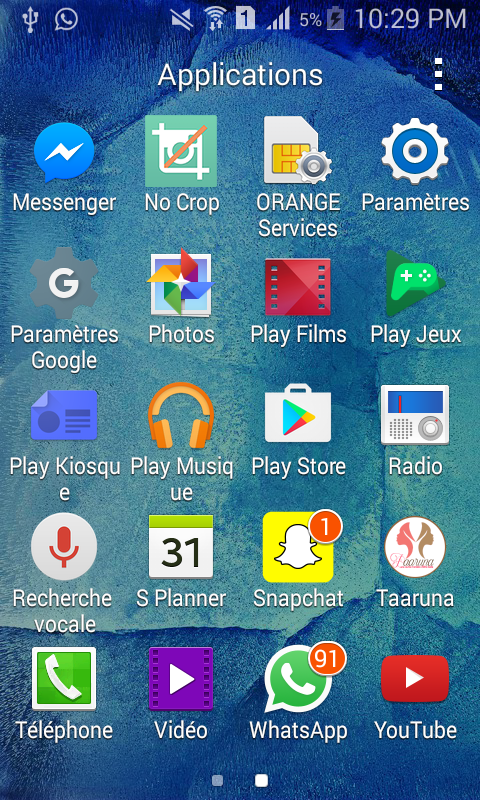 1 5% 10:29 PM
Applications
Messenger No Crop ORANGE Services Paramètres
G
Paramètres Google Photos Play Films Play Jeux
Play Kiosque Play Musique Play Store Radio
31 1 Taaruna
Recherche vocale S Planner Snapchat Taaruna
91
Téléphone Vidéo WhatsApp YouTube